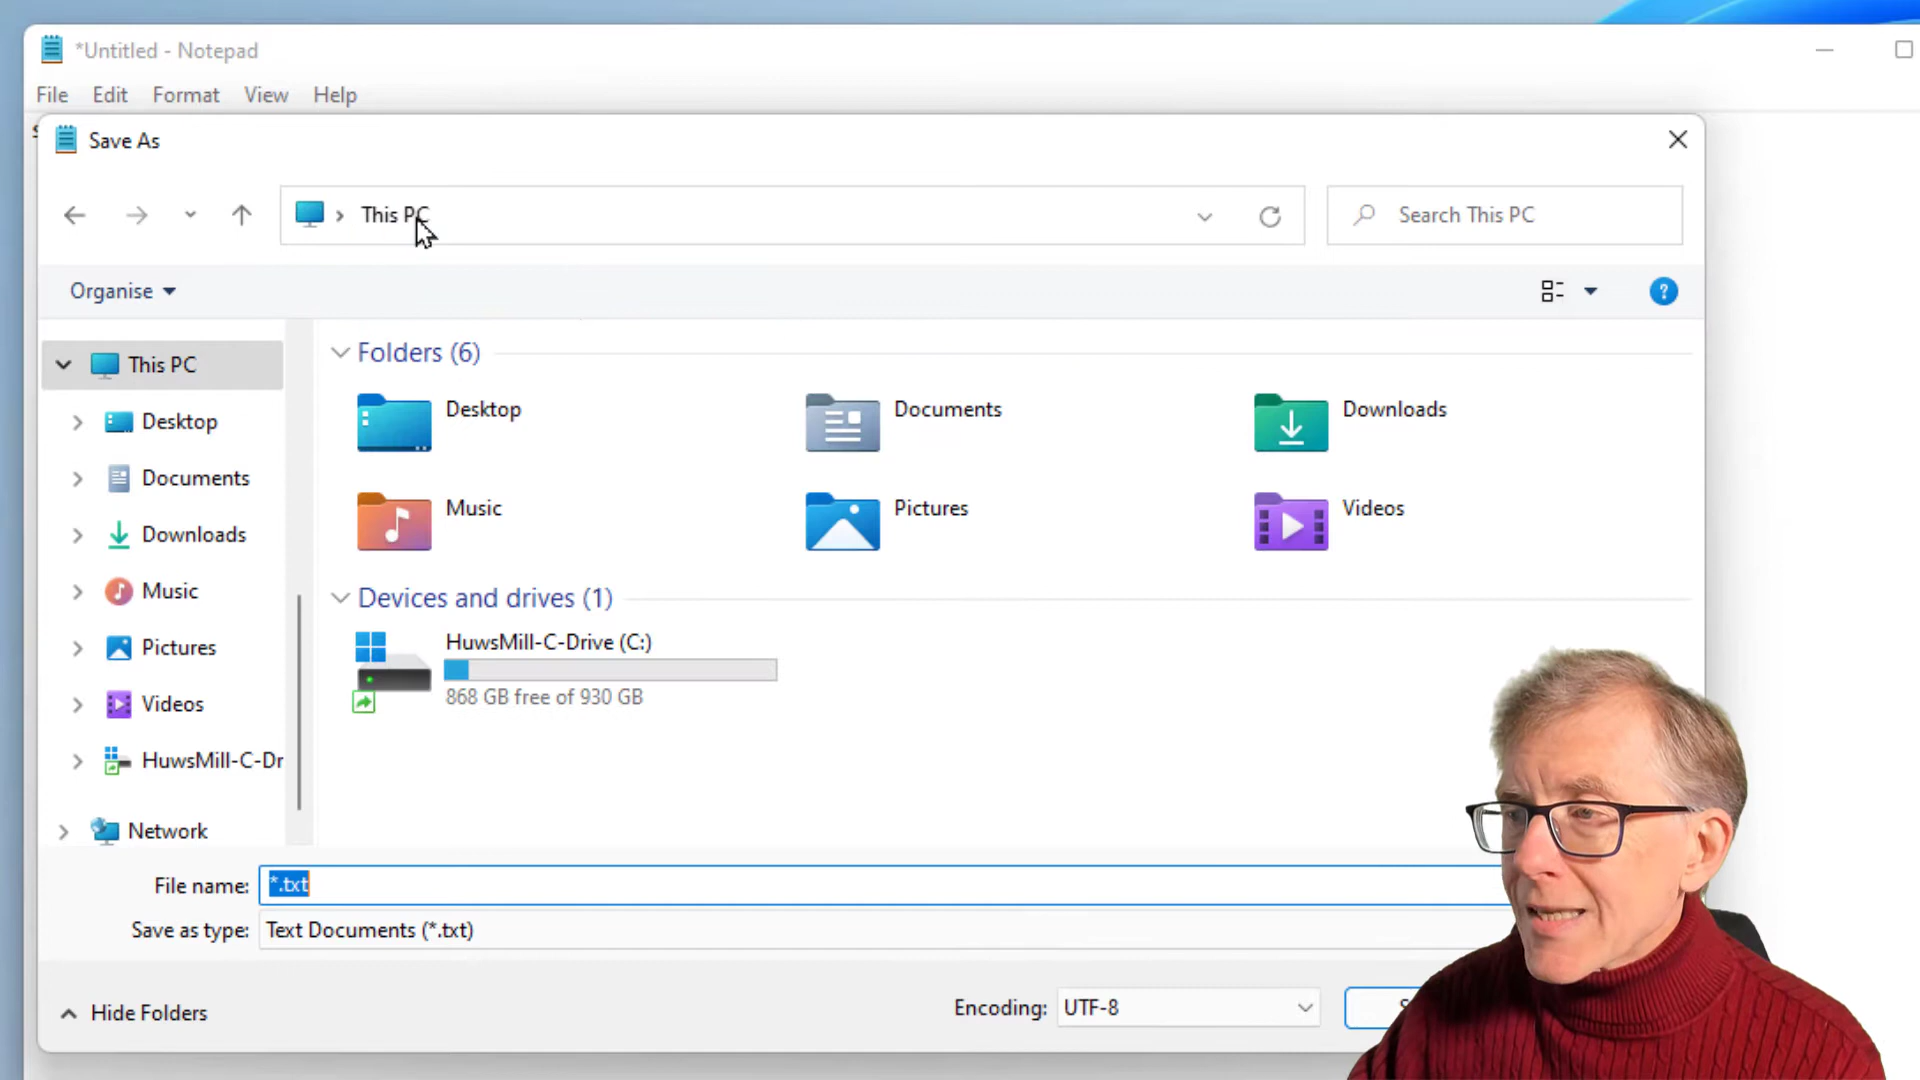 *Untitled - Notepad
File Edit Format View Help
Save As
This PC
Search This PC
Organise
This PC
Desktop
Documents
Downloads
Music
Pictures
Videos
HuwsMill-C-Dr
Network
Folders (6)
Desktop
Documents
Downloads
Music
Pictures
Videos
Devices and drives (1)
HuwsMill-C-Drive (C:)
868 GB free of 930 GB
File name: *.txt
Save as type: Text Documents (*.txt)
Hide Folders
Encoding: UTF-8